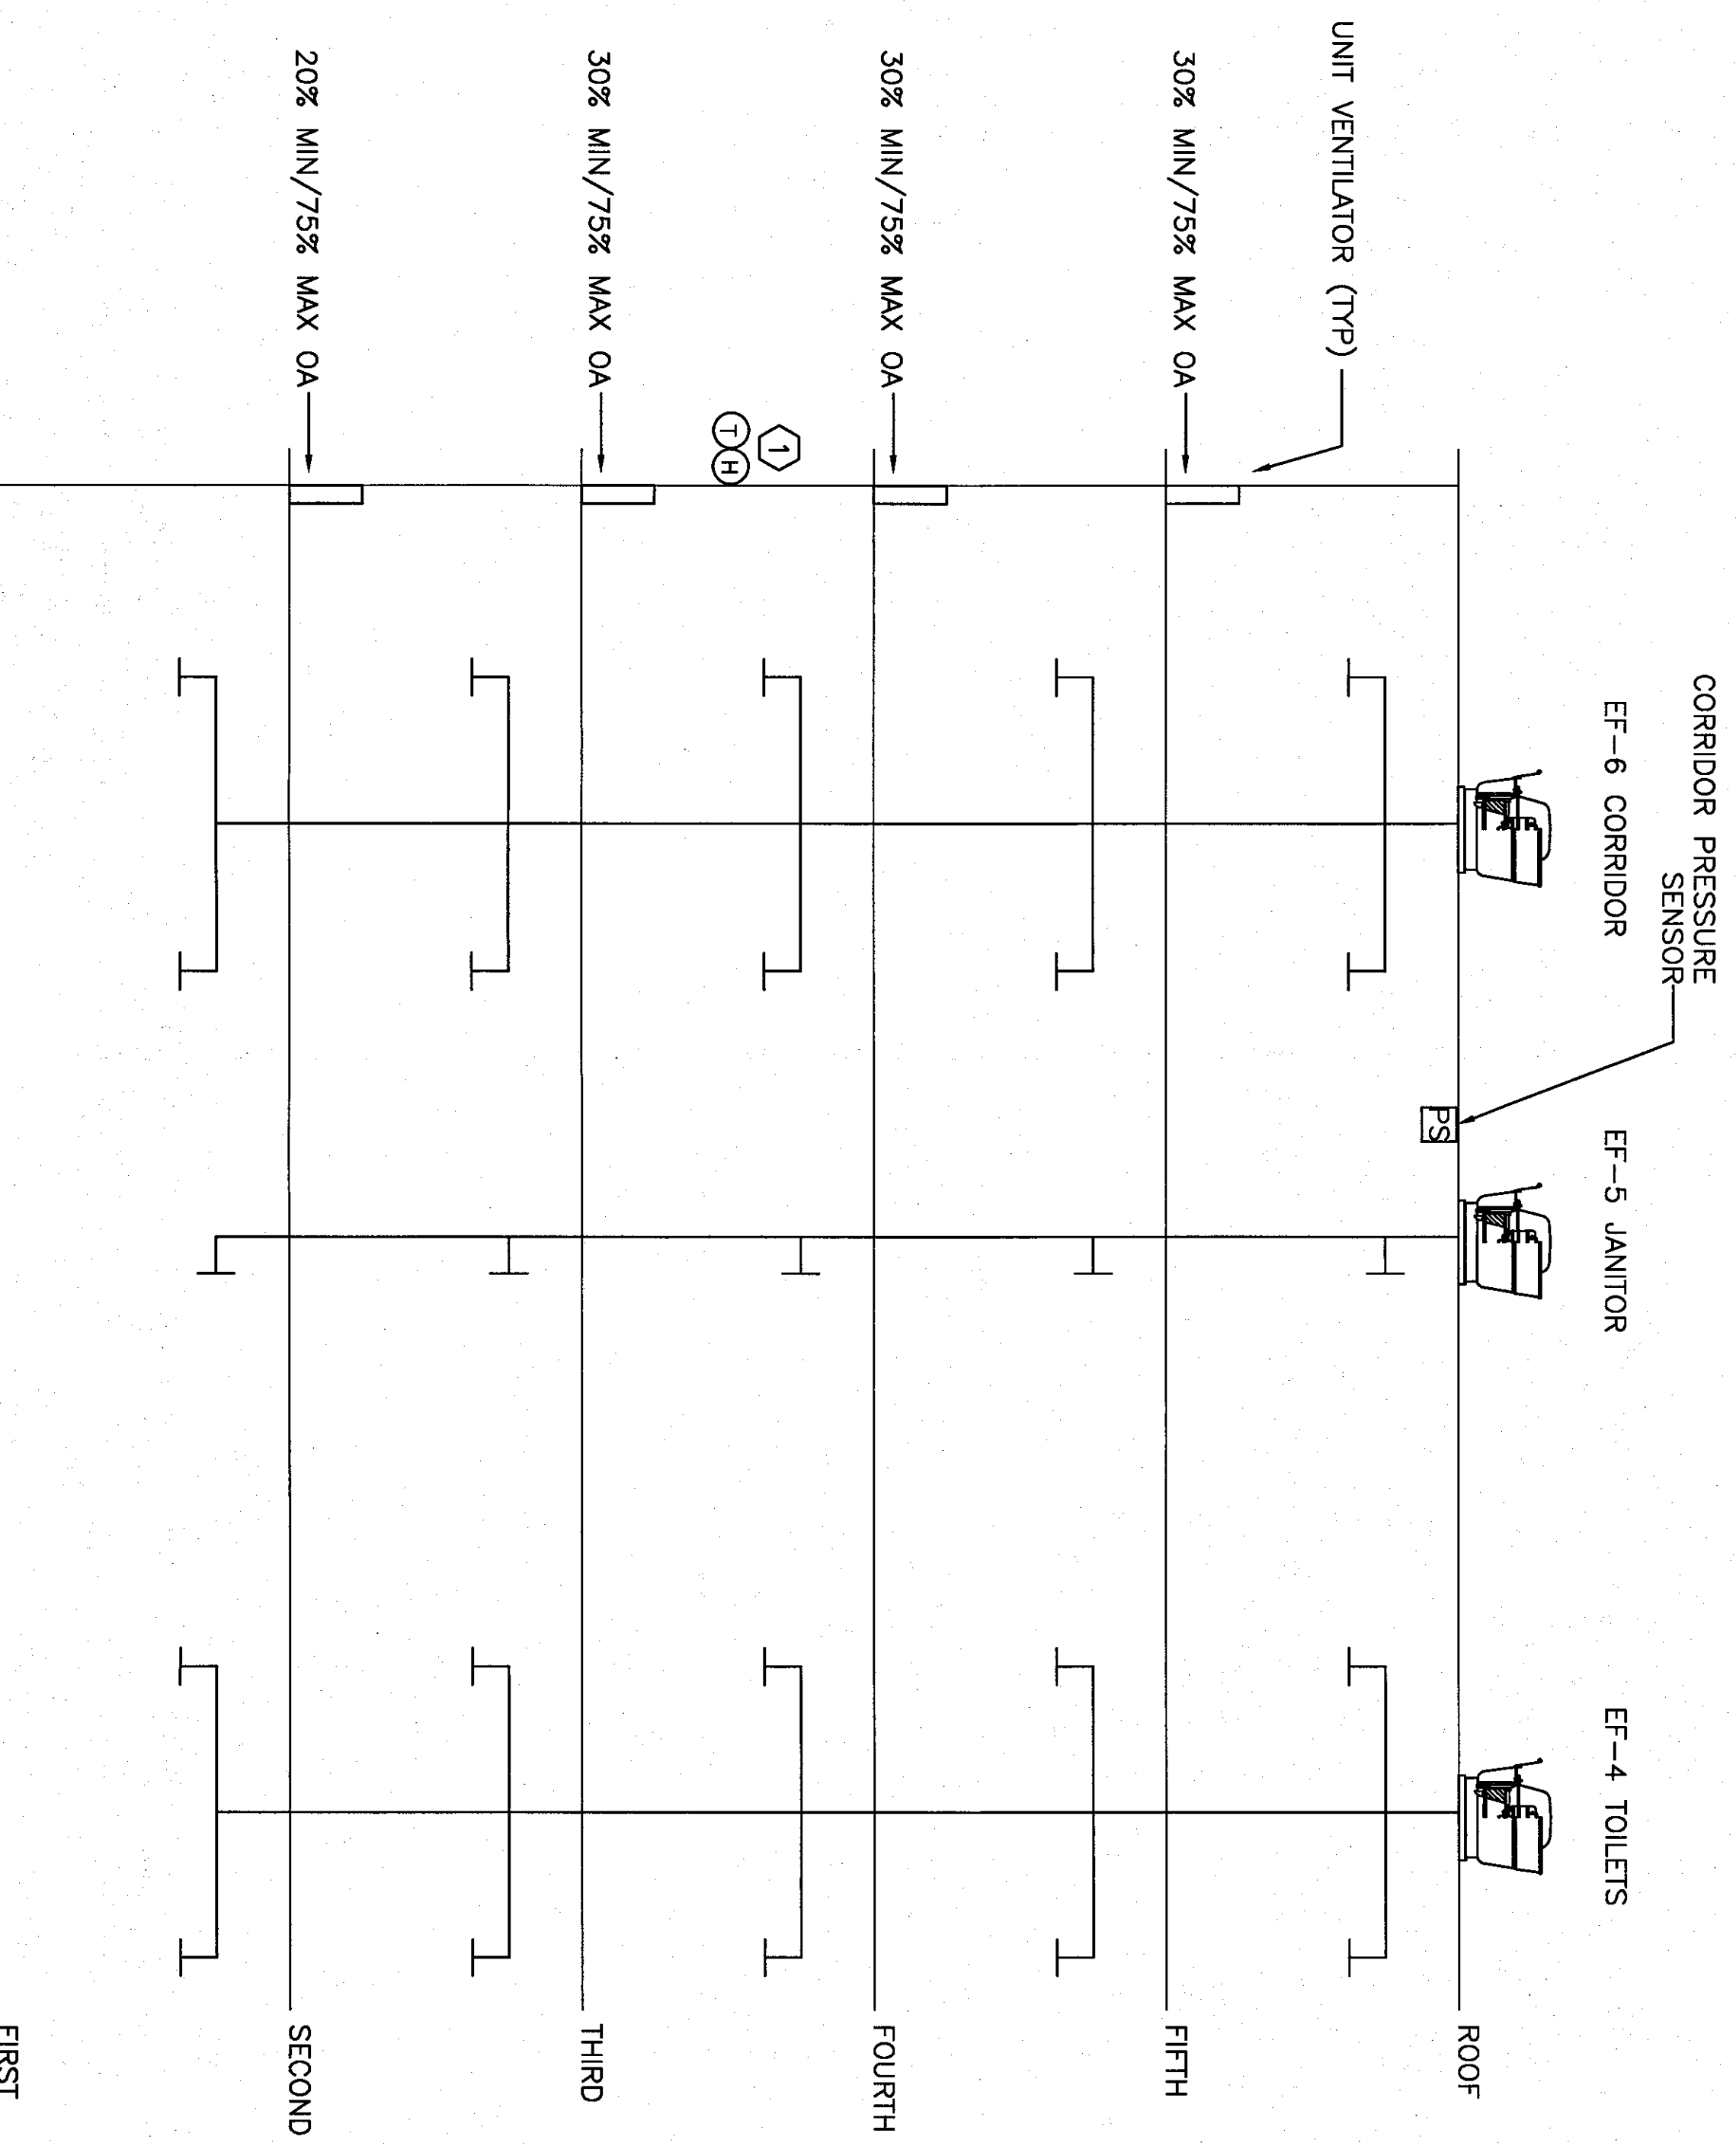 CORRIDOR PRESSURE
SENSOR
EF-6 CORRIDOR
EF-5 JANITOR
EF-4 TOILETS
PS
ROOF
UNIT VENTILATOR (TYP)
30% MIN/75% MAX OA
FIFTH
30% MIN/75% MAX OA
FOURTH
1
T H
30% MIN/75% MAX OA
THIRD
20% MIN/75% MAX OA
SECOND
FIRST